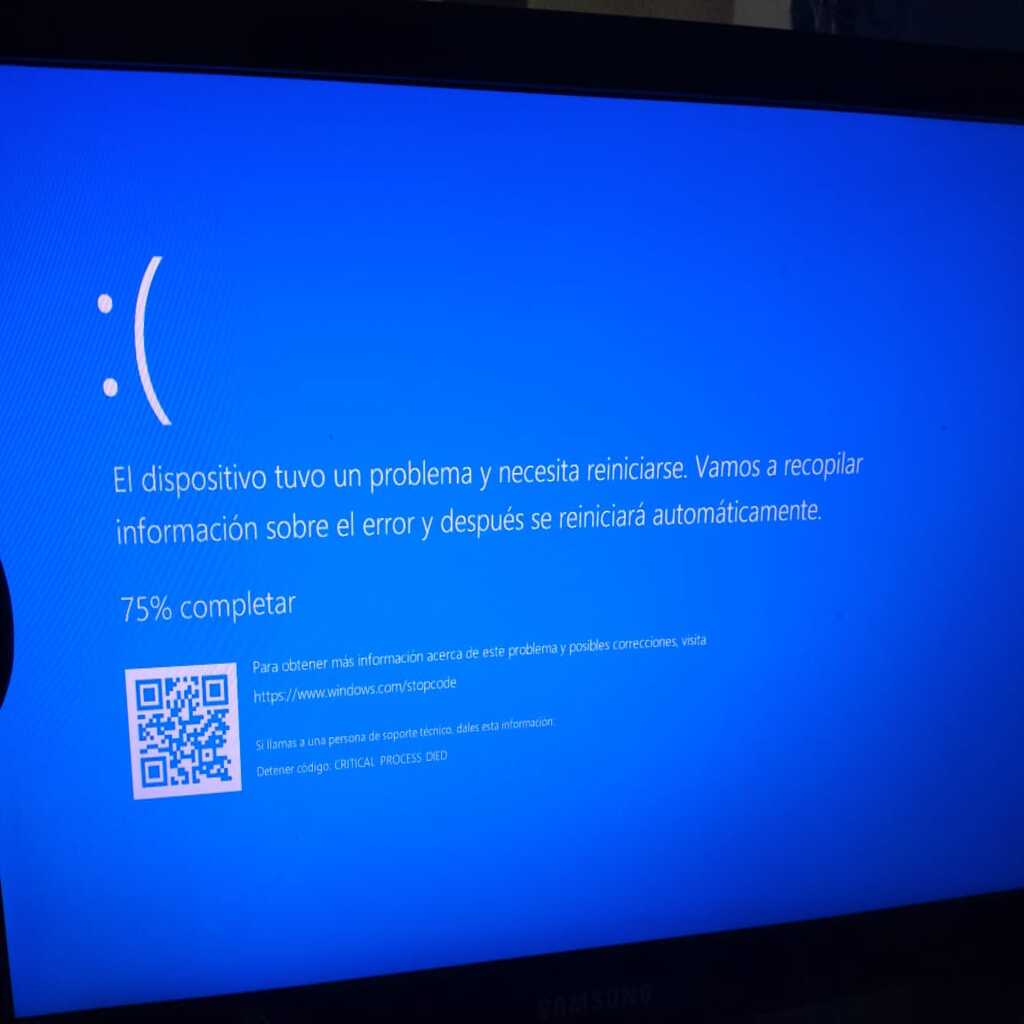 :(
El dispositivo tuvo un problema y necesita reiniciarse. Vamos a recopilar
información sobre el error y después se reiniciará automáticamente.
75% completar
Para obtener más información acerca de este problema y posibles correcciones, visita
https://www.windows.com/stopcode
Si llamas a una persona de soporte técnico, dales esta información:
Detener código: CRITICAL PROCESS DIED
SAMSUNG